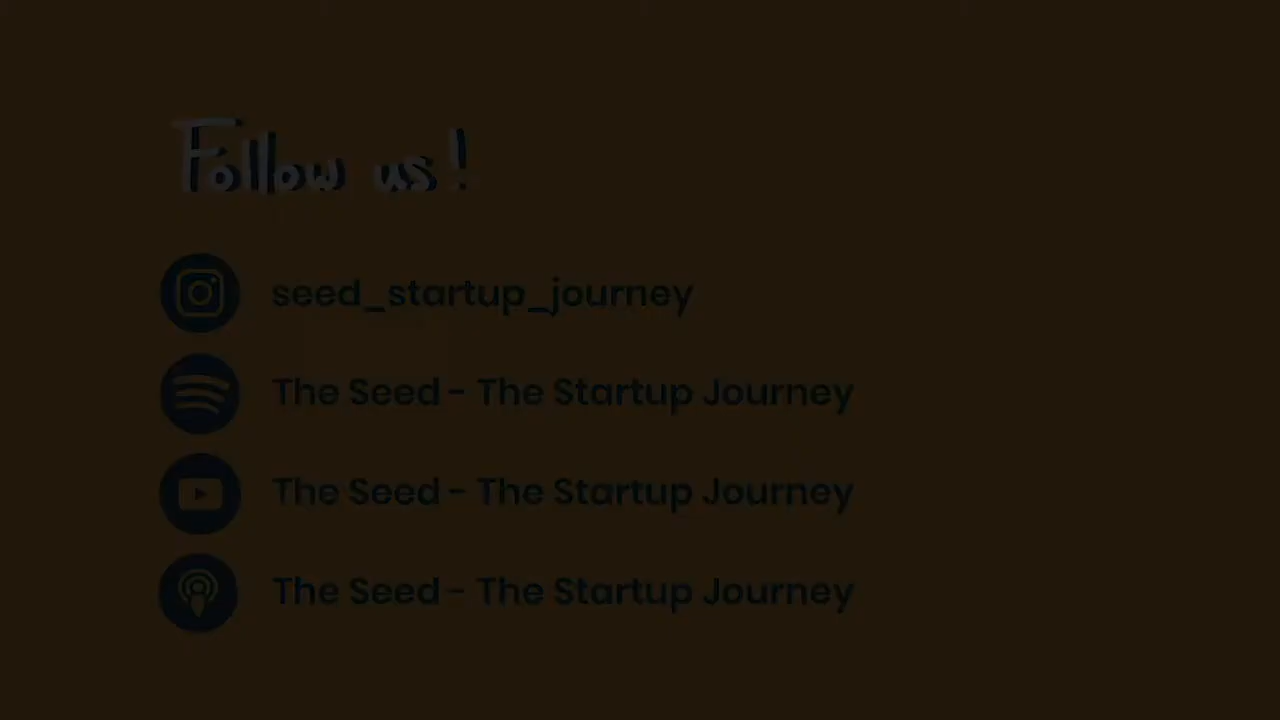 Follow us!
seed_startup_journey
The Seed - The Startup Journey
The Seed - The Startup Journey
The Seed - The Startup Journey